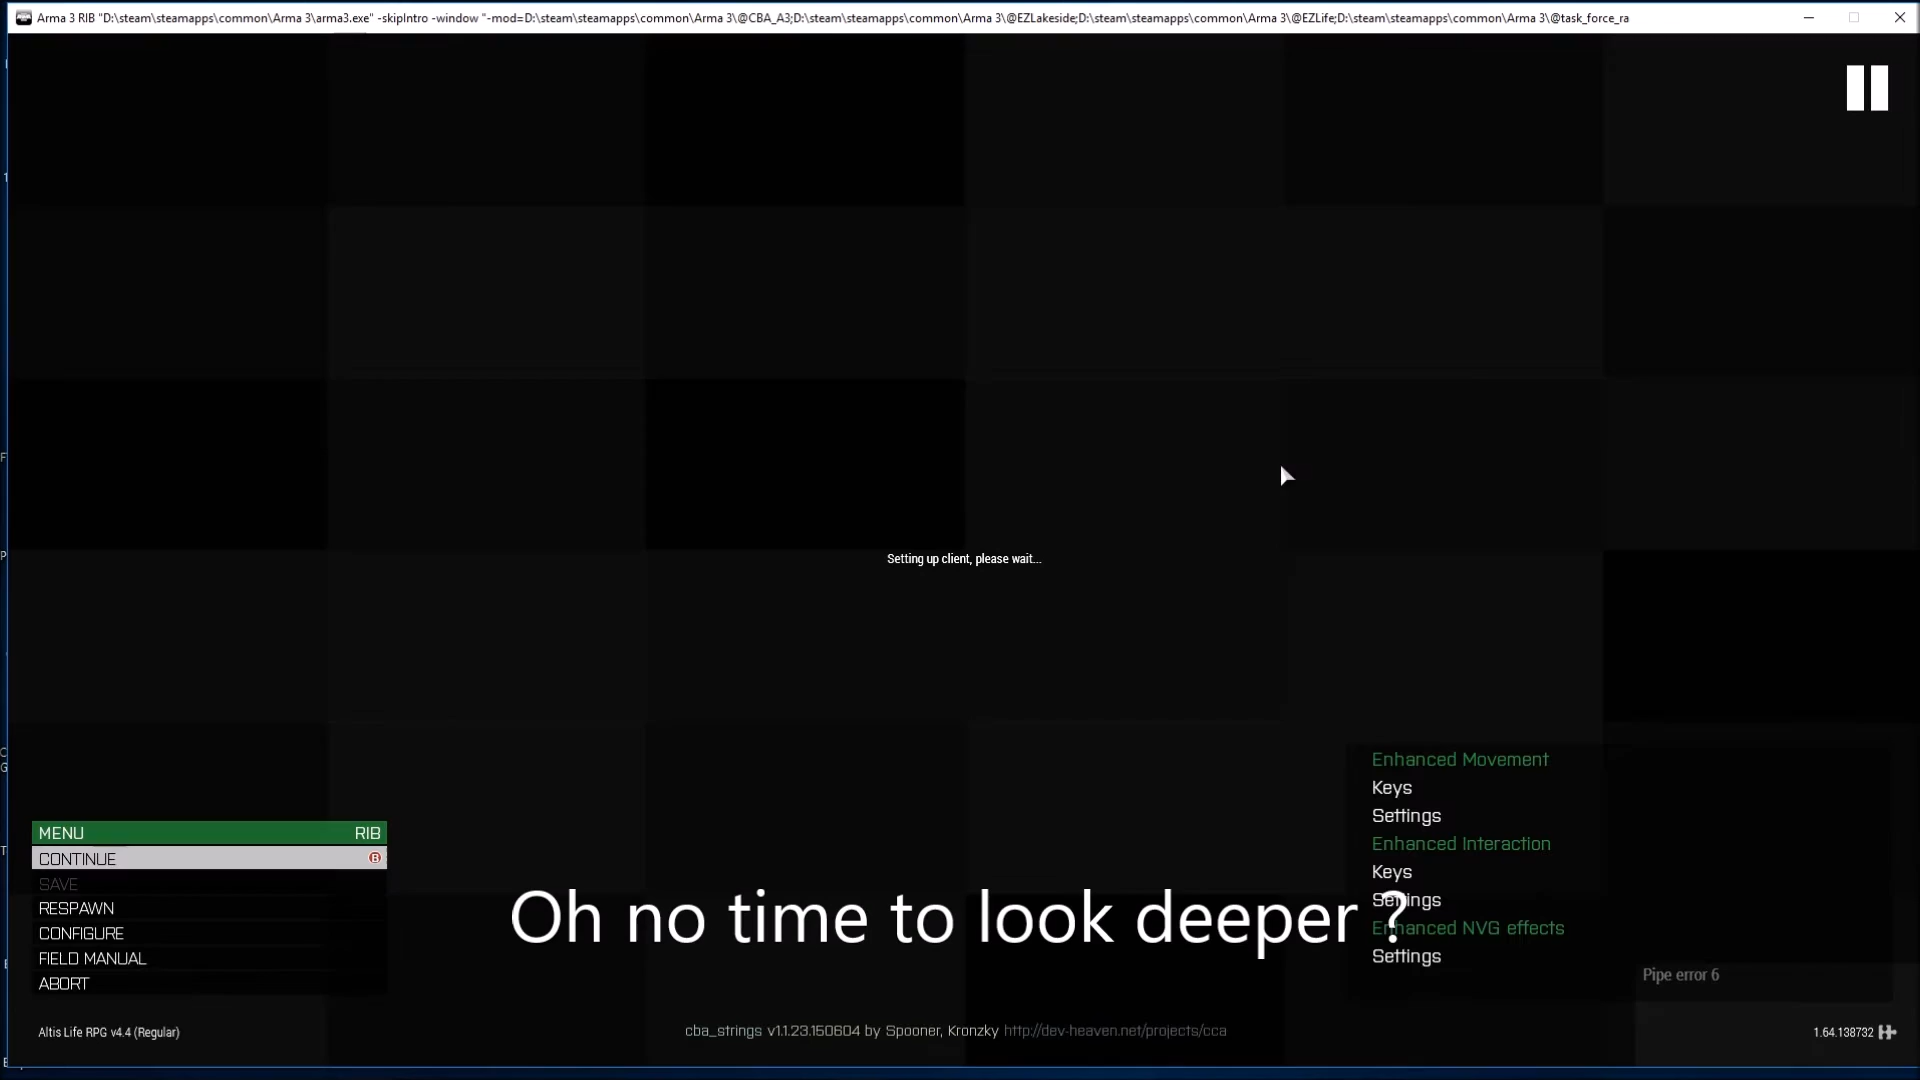 Arma 3 RIB "D:\steam\steamapps\common\Arma 3\arma3.exe" -skipIntro -window "-mod=D:\steam\steamapps\common\Arma 3\@CBA_A3;D:\steam\steamapps\common\Arma 3\@EZLakeside;D:\steam\steamapps\common\Arma 3\@EZLife;D:\steam\steamapps\common\Arma 3\@task_force_ra
Setting up client, please wait...
Enhanced Movement
Keys
Settings
Enhanced Interaction
Keys
Settings
Enhanced NVG effects
Settings
Pipe error 6
MENU RIB
CONTINUE B
SAVE
RESPAWN
CONFIGURE
FIELD MANUAL
ABORT
Oh no time to look deeper ?
Altis Life RPG v4.4 (Regular)
cba_strings v1.1.23.150604 by Spooner, Kronzky http://dev-heaven.net/projects/cca
1.64.138732